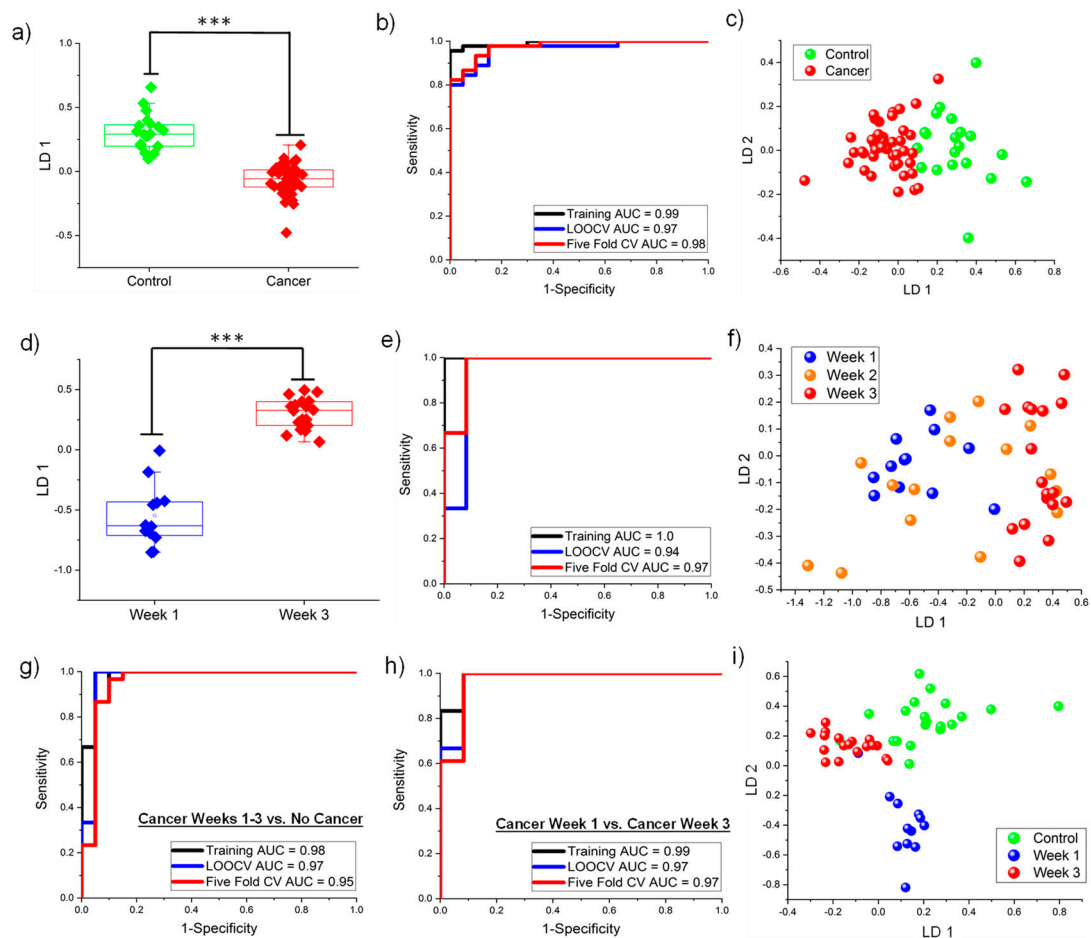 a)
***
1.0
0.5
0.0
-0.5
LD 1
Control
Cancer
b)
1.0
0.8
0.6
0.4
0.2
0.0
Sensitivity
Training AUC = 0.99
LOOCV AUC = 0.97
Five Fold CV AUC = 0.98
0.0 0.2 0.4 0.6 0.8 1.0
1-Specificity
c)
Control
Cancer
0.4
0.2
0.0
-0.2
-0.4
LD 2
-0.6 -0.4 -0.2 0.0 0.2 0.4 0.6 0.8
LD 1
d)
***
1.0
0.5
0.0
-0.5
-1.0
LD 1
Week 1
Week 3
e)
1.0
0.8
0.6
0.4
0.2
0.0
Sensitivity
Training AUC = 1.0
LOOCV AUC = 0.94
Five Fold CV AUC = 0.97
0.0 0.2 0.4 0.6 0.8 1.0
1-Specificity
f)
Week 1
Week 2
Week 3
0.4
0.3
0.2
0.1
0.0
-0.1
-0.2
-0.3
-0.4
-0.5
LD 2
-1.4 -1.2 -1.0 -0.8 -0.6 -0.4 -0.2 0.0 0.2 0.4 0.6
LD 1
g)
1.0
0.8
0.6
0.4
0.2
0.0
Sensitivity
Cancer Weeks 1-3 vs. No Cancer
Training AUC = 0.98
LOOCV AUC = 0.97
Five Fold CV AUC = 0.95
0.0 0.2 0.4 0.6 0.8 1.0
1-Specificity
h)
1.0
0.8
0.6
0.4
0.2
0.0
Sensitivity
Cancer Week 1 vs. Cancer Week 3
Training AUC = 0.99
LOOCV AUC = 0.97
Five Fold CV AUC = 0.97
0.0 0.2 0.4 0.6 0.8 1.0
1-Specificity
i)
0.6
0.4
0.2
0.0
-0.2
-0.4
-0.6
-0.8
LD 2
Control
Week 1
Week 3
-0.4 -0.2 0.0 0.2 0.4 0.6 0.8
LD 1